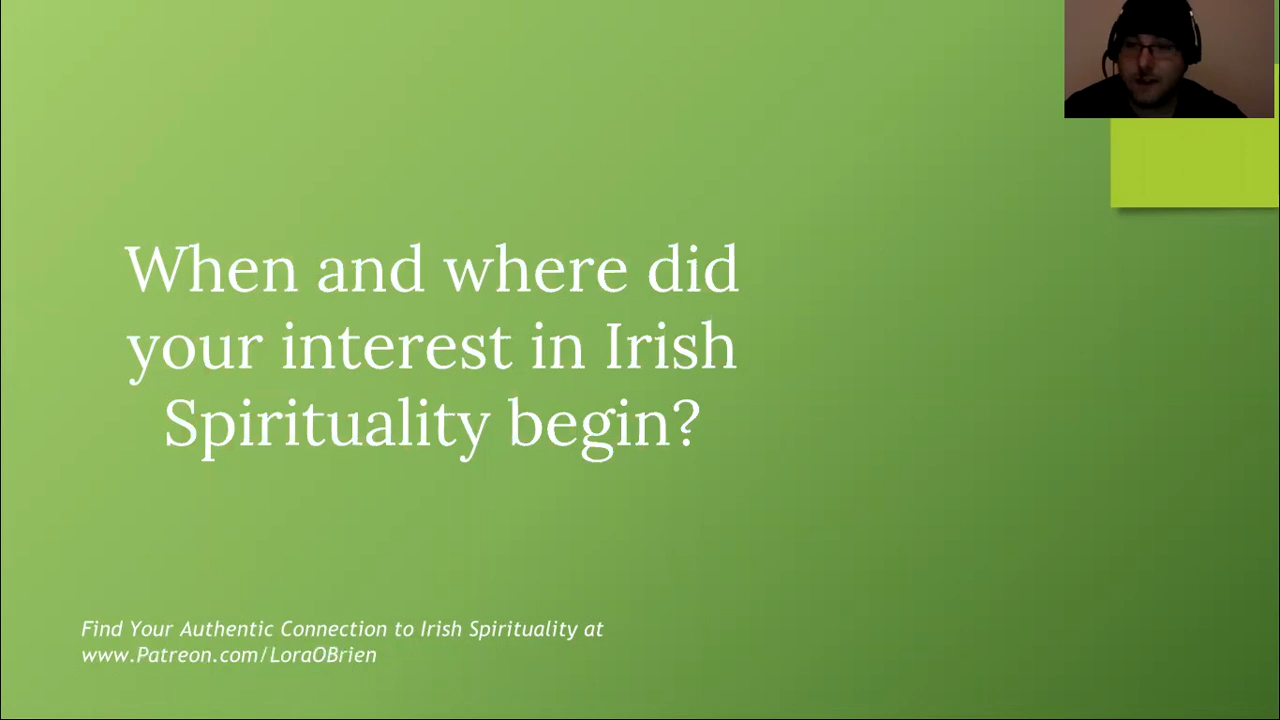 When and where did
your interest in Irish
Spirituality begin?
Find Your Authentic Connection to Irish Spirituality at
www.Patreon.com/LoraOBrien